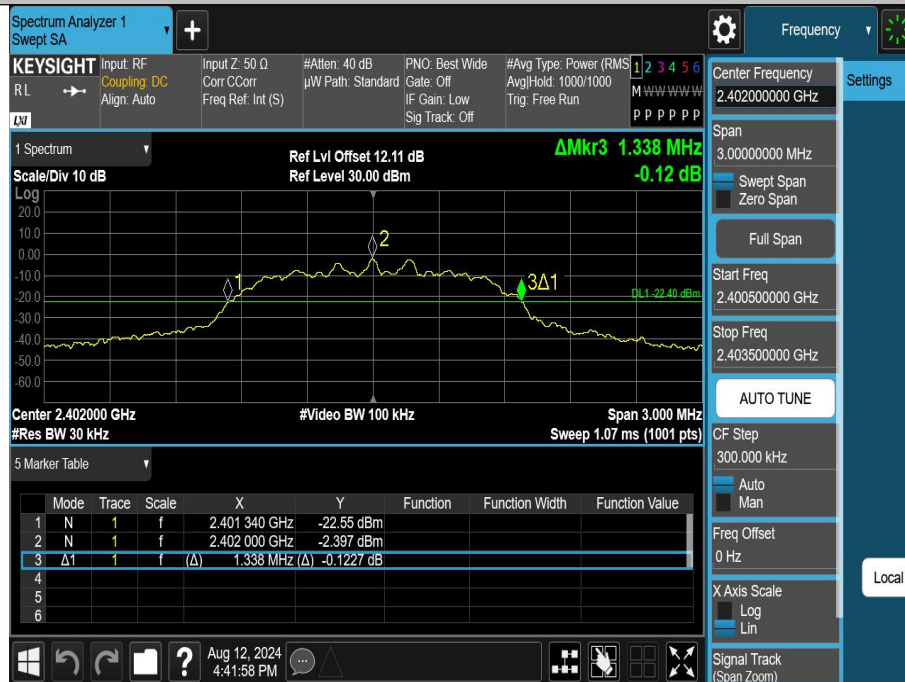 Spectrum Analyzer 1
Swept SA
+
Frequency
KEYSIGHT
RL
LXI
Input: RF
Coupling: DC
Align: Auto
Input Z: 50 Ω
Corr CCorr
Freq Ref: Int (S)
#Atten: 40 dB
µW Path: Standard
PNO: Best Wide
Gate: Off
IF Gain: Low
Sig Track: Off
#Avg Type: Power (RMS
Avg|Hold: 1000/1000
Trig: Free Run
1 2 3 4 5 6
M W W W W W
P P P P P P
1 Spectrum
Scale/Div 10 dB
Ref Lvl Offset 12.11 dB
Ref Level 30.00 dBm
ΔMkr3 1.338 MHz
-0.12 dB
Log
20.0
10.0
0.00
-10.0
-20.0
-30.0
-40.0
-50.0
-60.0
1
2
3Δ1
DL1 -22.40 dBm
Center 2.402000 GHz
#Video BW 100 kHz
Span 3.000 MHz
#Res BW 30 kHz
Sweep 1.07 ms (1001 pts)
5 Marker Table
Mode Trace Scale X Y Function Function Width Function Value
1 N 1 f 2.401 340 GHz -22.55 dBm
2 N 1 f 2.402 000 GHz -2.397 dBm
3 Δ1 1 f (Δ) 1.338 MHz (Δ) -0.1227 dB
4
5
6
?
Aug 12, 2024
4:41:58 PM
Center Frequency
2.402000000 GHz
Span
3.00000000 MHz
Swept Span
Zero Span
Full Span
Start Freq
2.400500000 GHz
Stop Freq
2.403500000 GHz
AUTO TUNE
CF Step
300.000 kHz
Auto
Man
Freq Offset
0 Hz
X Axis Scale
Log
Lin
Signal Track
(Span Zoom)
Settings
Local